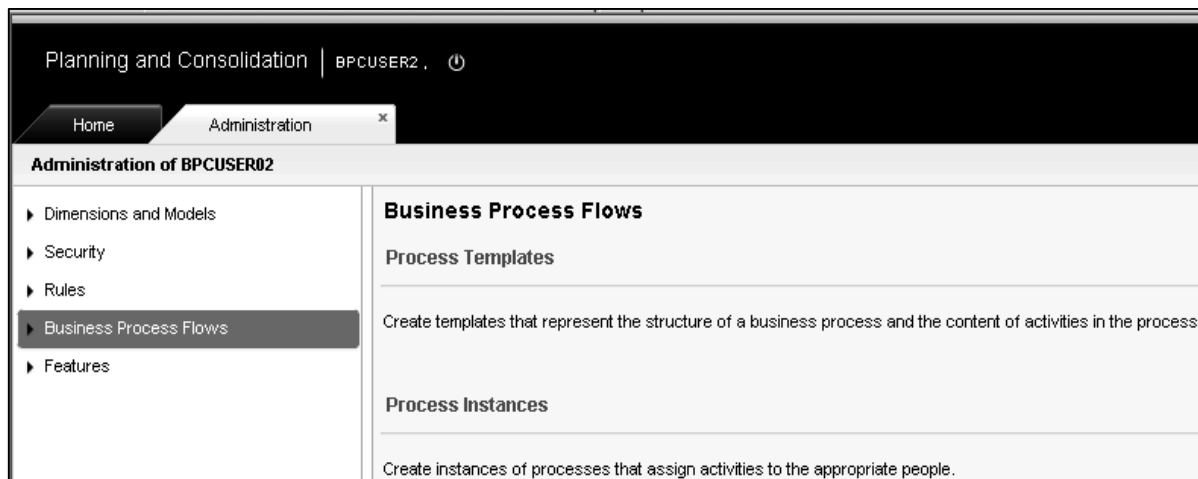 Planning and Consolidation | BPCUSER2,
Home
Administration
Administration of BPCUSER02
Dimensions and Models
Security
Rules
Business Process Flows
Features
Business Process Flows
Process Templates
Create templates that represent the structure of a business process and the content of activities in the process
Process Instances
Create instances of processes that assign activities to the appropriate people.